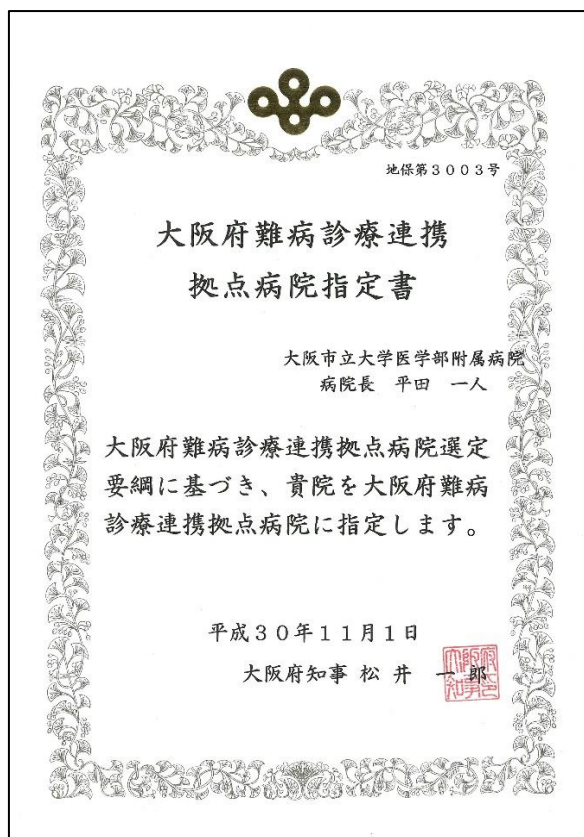 地保第３００３号
大阪府難病診療連携
拠点病院指定書
大阪市立大学医学部附属病院
病院長　平田　一人
大阪府難病診療連携拠点病院選定
要綱に基づき、貴院を大阪府難病
診療連携拠点病院に指定します。
平成３０年１１月１日
大阪府知事 松 井　一 郎